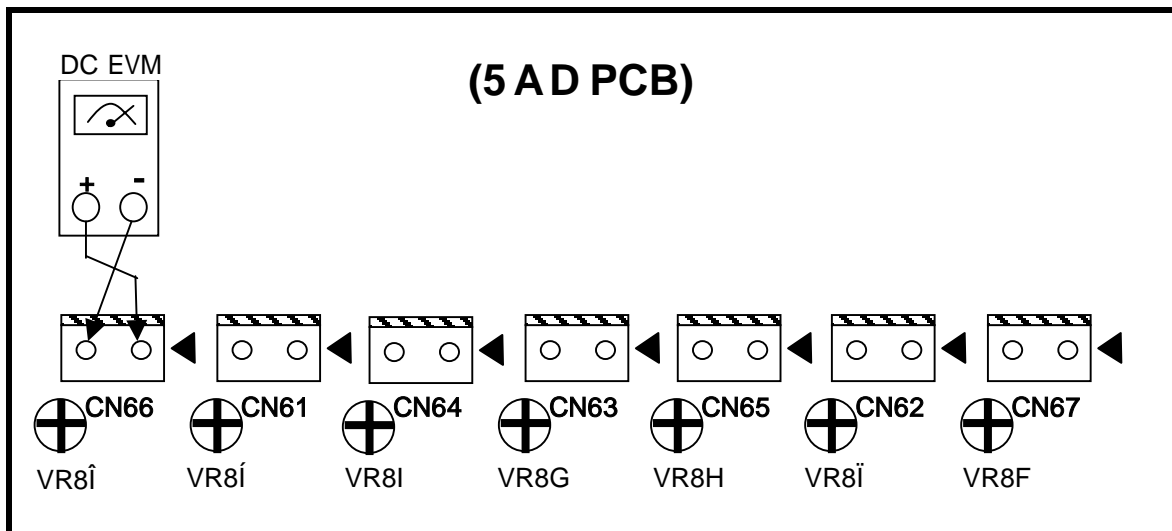 DC EVM
(5 A D PCB)
+ -
CN66 CN61 CN64 CN63 CN65 CN62 CN67
VR8Î VR8Í VR8I VR8G VR8H VR8Ï VR8F